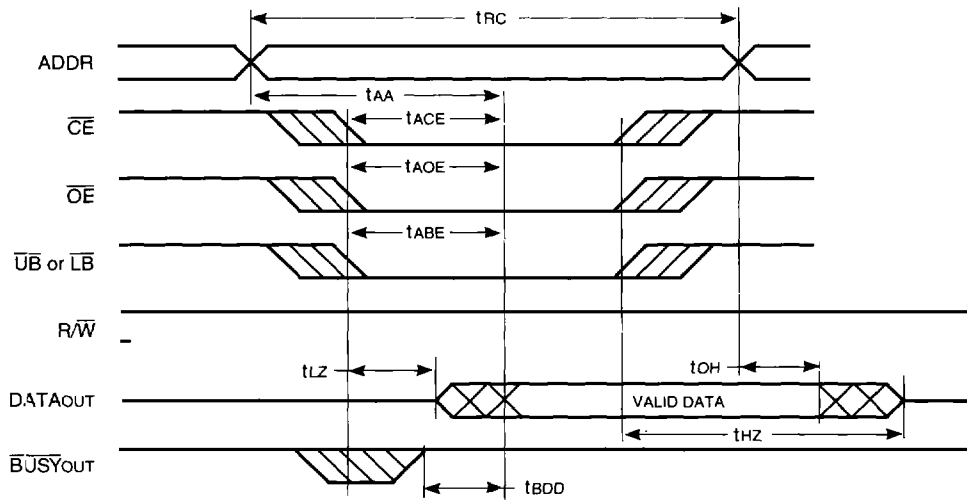 tRC
ADDR
tAA
CE
tACE
tAOE
OE
tABE
UB or LB
R/W
tLZ
tOH
DATAOUT
VALID DATA
tHZ
BUSYOUT
tBDD